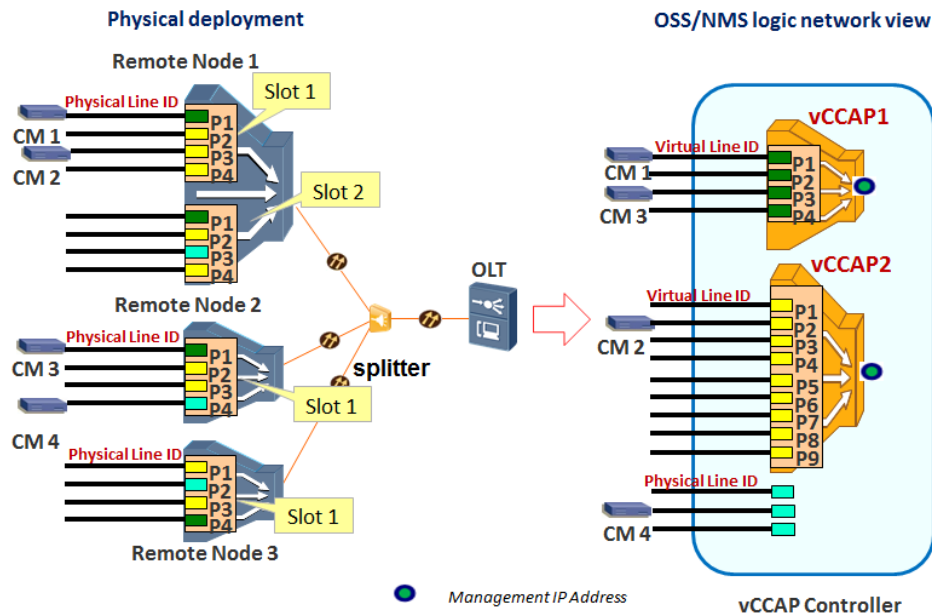 Physical deployment
OSS/NMS logic network view
Remote Node 1
Physical Line ID
Slot 1
CM 1
CM 2
P1
P2
P3
P4
Slot 2
P1
P2
P3
P4
Remote Node 2
Physical Line ID
CM 3
CM 4
P1
P2
P3
P4
Slot 1
Physical Line ID
P1
P2
P3
P4
Slot 1
Remote Node 3
splitter
OLT
vCCAP1
Virtual Line ID
CM 1
CM 3
P1
P2
P3
P4
vCCAP2
Virtual Line ID
CM 2
P1
P2
P3
P4
P5
P6
P7
P8
P9
Physical Line ID
CM 4
Management IP Address
vCCAP Controller